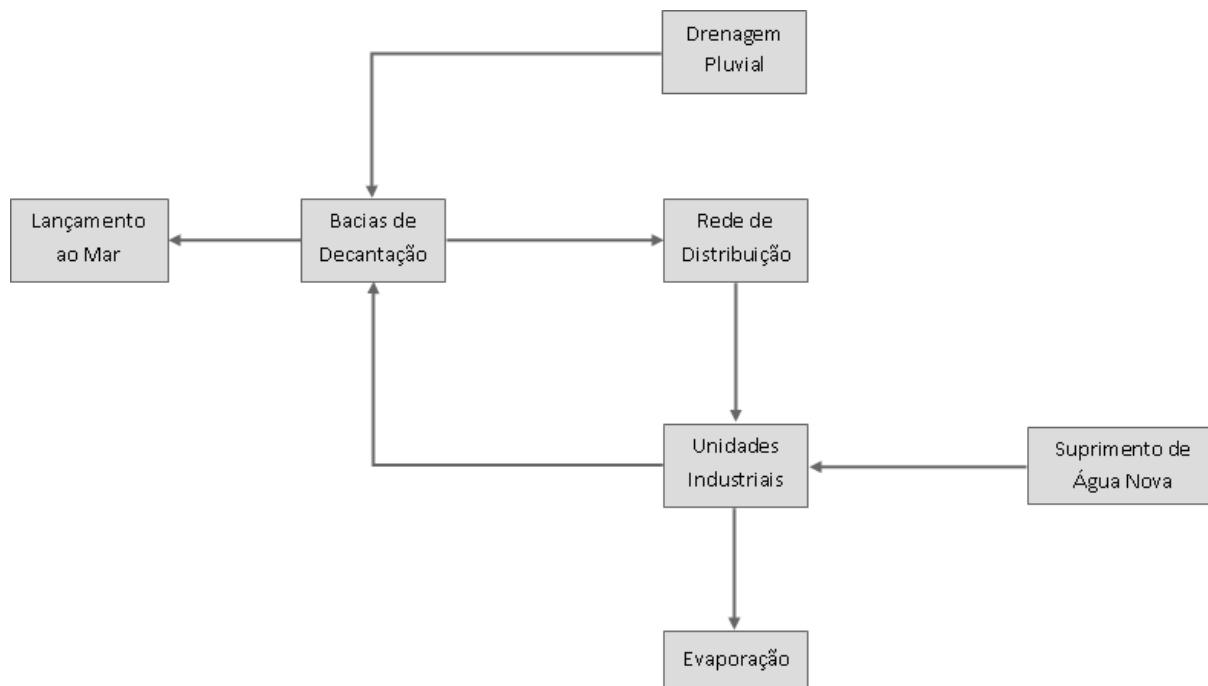 Drenagem
Pluvial
Lançamento
ao Mar
Bacias de
Decantação
Rede de
Distribuição
Unidades
Industriais
Suprimento de
Água Nova
Evaporação